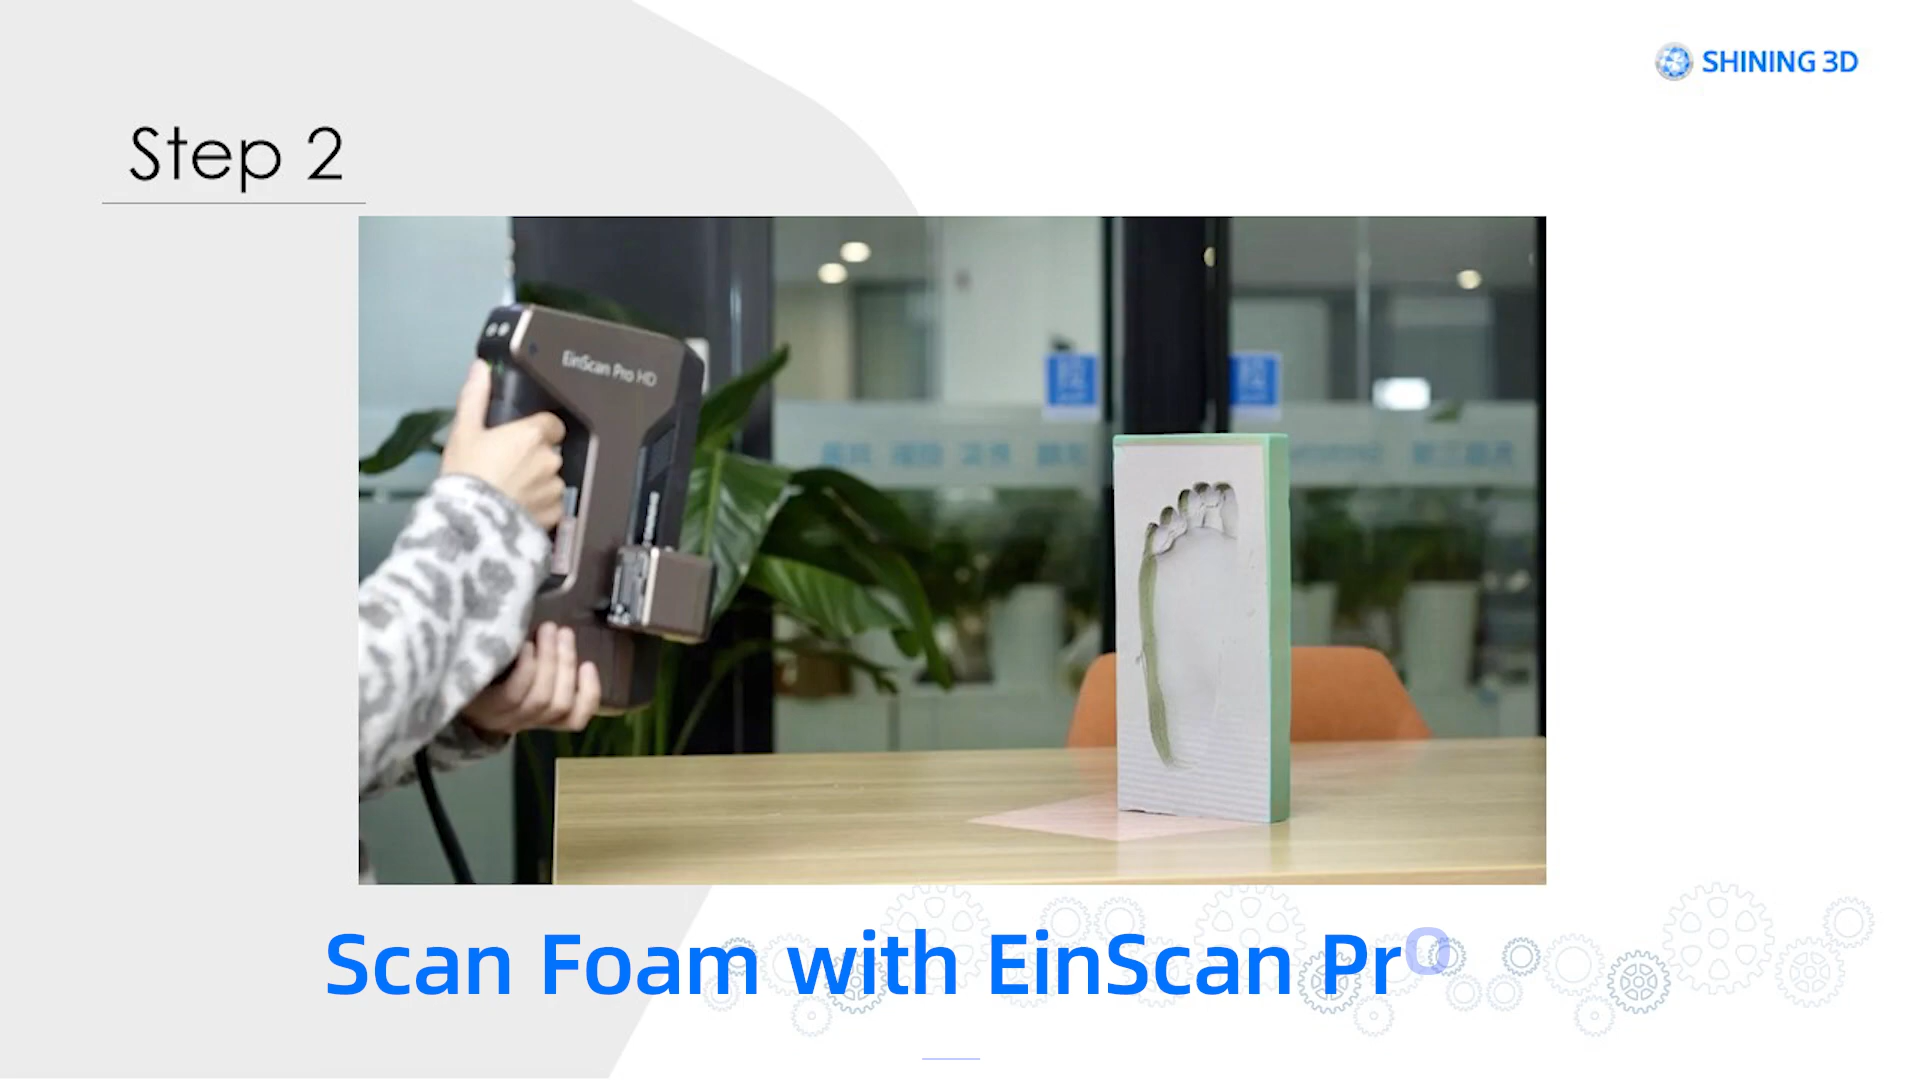 SHINING 3D
Step 2
EinScan Pro HD
Scan Foam with EinScan Pro